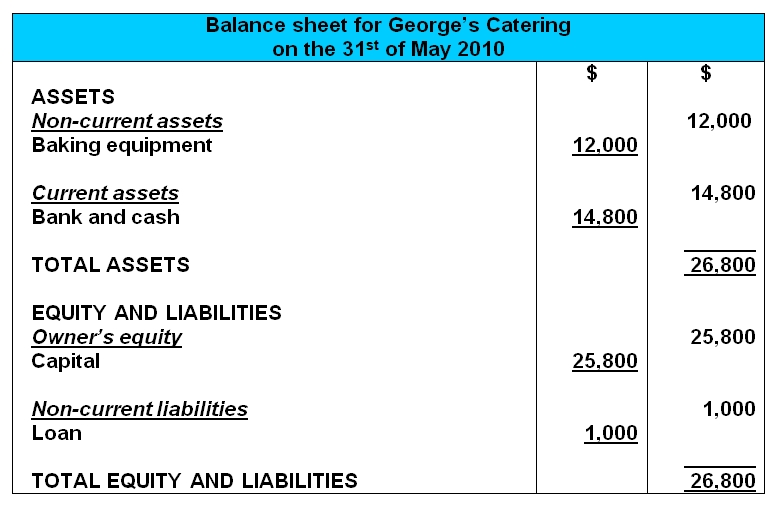 Balance sheet for George's Catering
on the 31st of May 2010
$ $
ASSETS
Non-current assets 12,000
Baking equipment 12,000
Current assets 14,800
Bank and cash 14,800
TOTAL ASSETS 26,800
EQUITY AND LIABILITIES
Owner's equity 25,800
Capital 25,800
Non-current liabilities 1,000
Loan 1,000
TOTAL EQUITY AND LIABILITIES 26,800